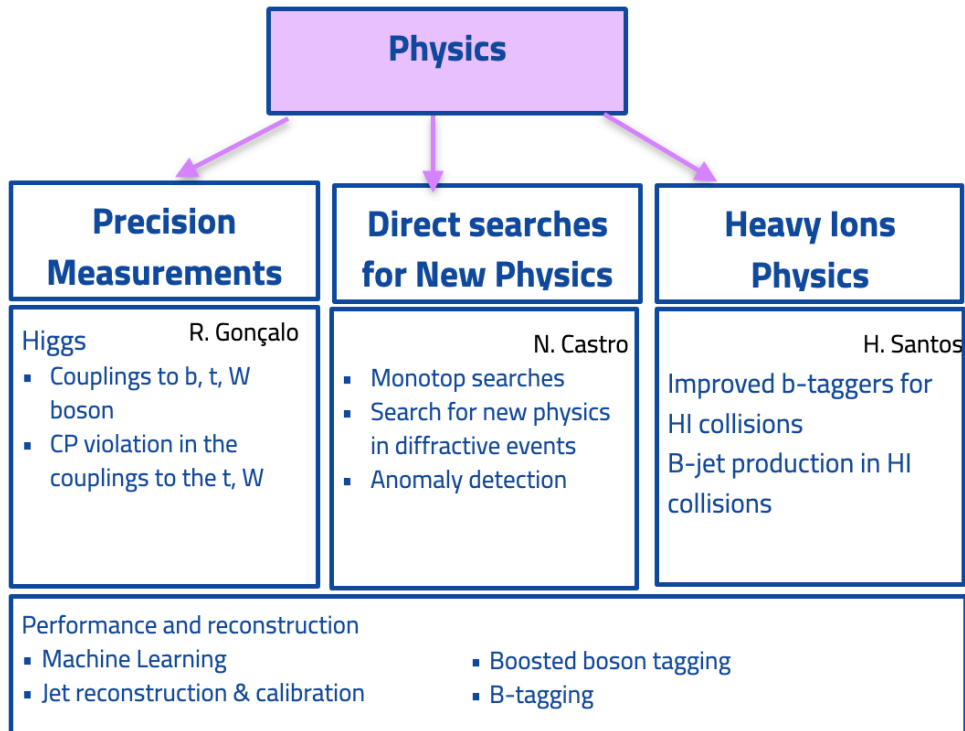 Physics
Precision
Measurements
Direct searches
for New Physics
Heavy Ions
Physics
R. Gonçalo
Higgs
▪ Couplings to b, t, W
boson
▪ CP violation in the
couplings to the t, W
N. Castro
▪ Monotop searches
▪ Search for new physics
in diffractive events
▪ Anomaly detection
H. Santos
Improved b-taggers for
HI collisions
B-jet production in HI
collisions
Performance and reconstruction
▪ Machine Learning
▪ Jet reconstruction & calibration
▪ Boosted boson tagging
▪ B-tagging